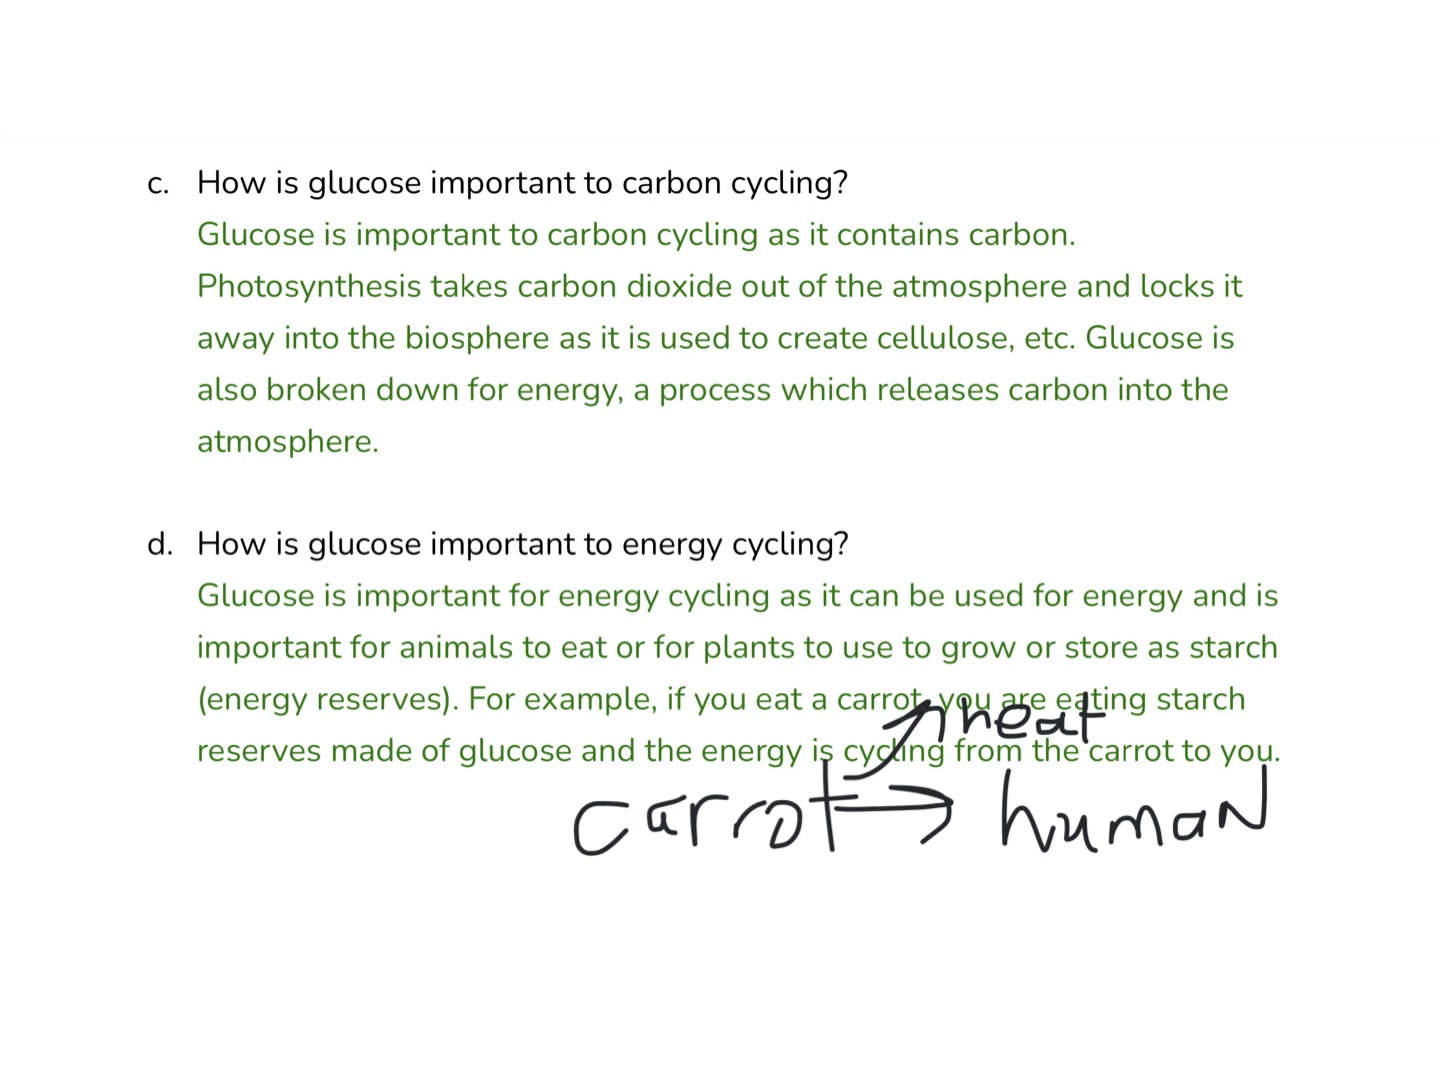 c. How is glucose important to carbon cycling?
Glucose is important to carbon cycling as it contains carbon.
Photosynthesis takes carbon dioxide out of the atmosphere and locks it
away into the biosphere as it is used to create cellulose, etc. Glucose is
also broken down for energy, a process which releases carbon into the
atmosphere.
d. How is glucose important to energy cycling?
Glucose is important for energy cycling as it can be used for energy and is
important for animals to eat or for plants to use to grow or store as starch
(energy reserves). For example, if you eat a carrot, you are eating starch
reserves made of glucose and the energy is cycling from the carrot to you.
heat
carrot → human